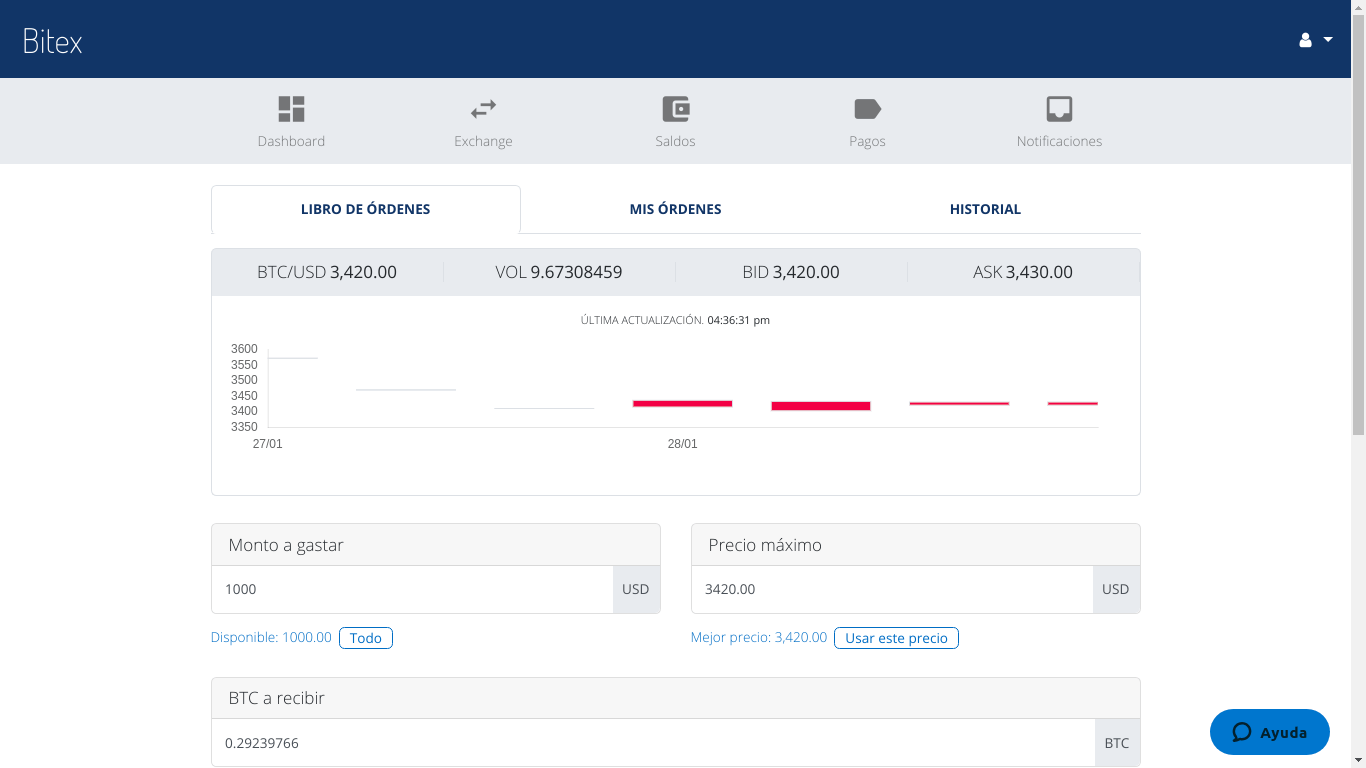 Bitex
Dashboard
Exchange
Saldos
Pagos
Notificaciones
LIBRO DE ÓRDENES
MIS ÓRDENES
HISTORIAL
BTC/USD 3,420.00
VOL 9.67308459
BID 3,420.00
ASK 3,430.00
ÚLTIMA ACTUALIZACIÓN. 04:36:31 pm
3600
3550
3500
3450
3400
3350
27/01
28/01
Monto a gastar
1000 USD
Disponible: 1000.00 Todo
Precio máximo
3420.00 USD
Mejor precio: 3,420.00 Usar este precio
BTC a recibir
0.29239766 BTC
Ayuda